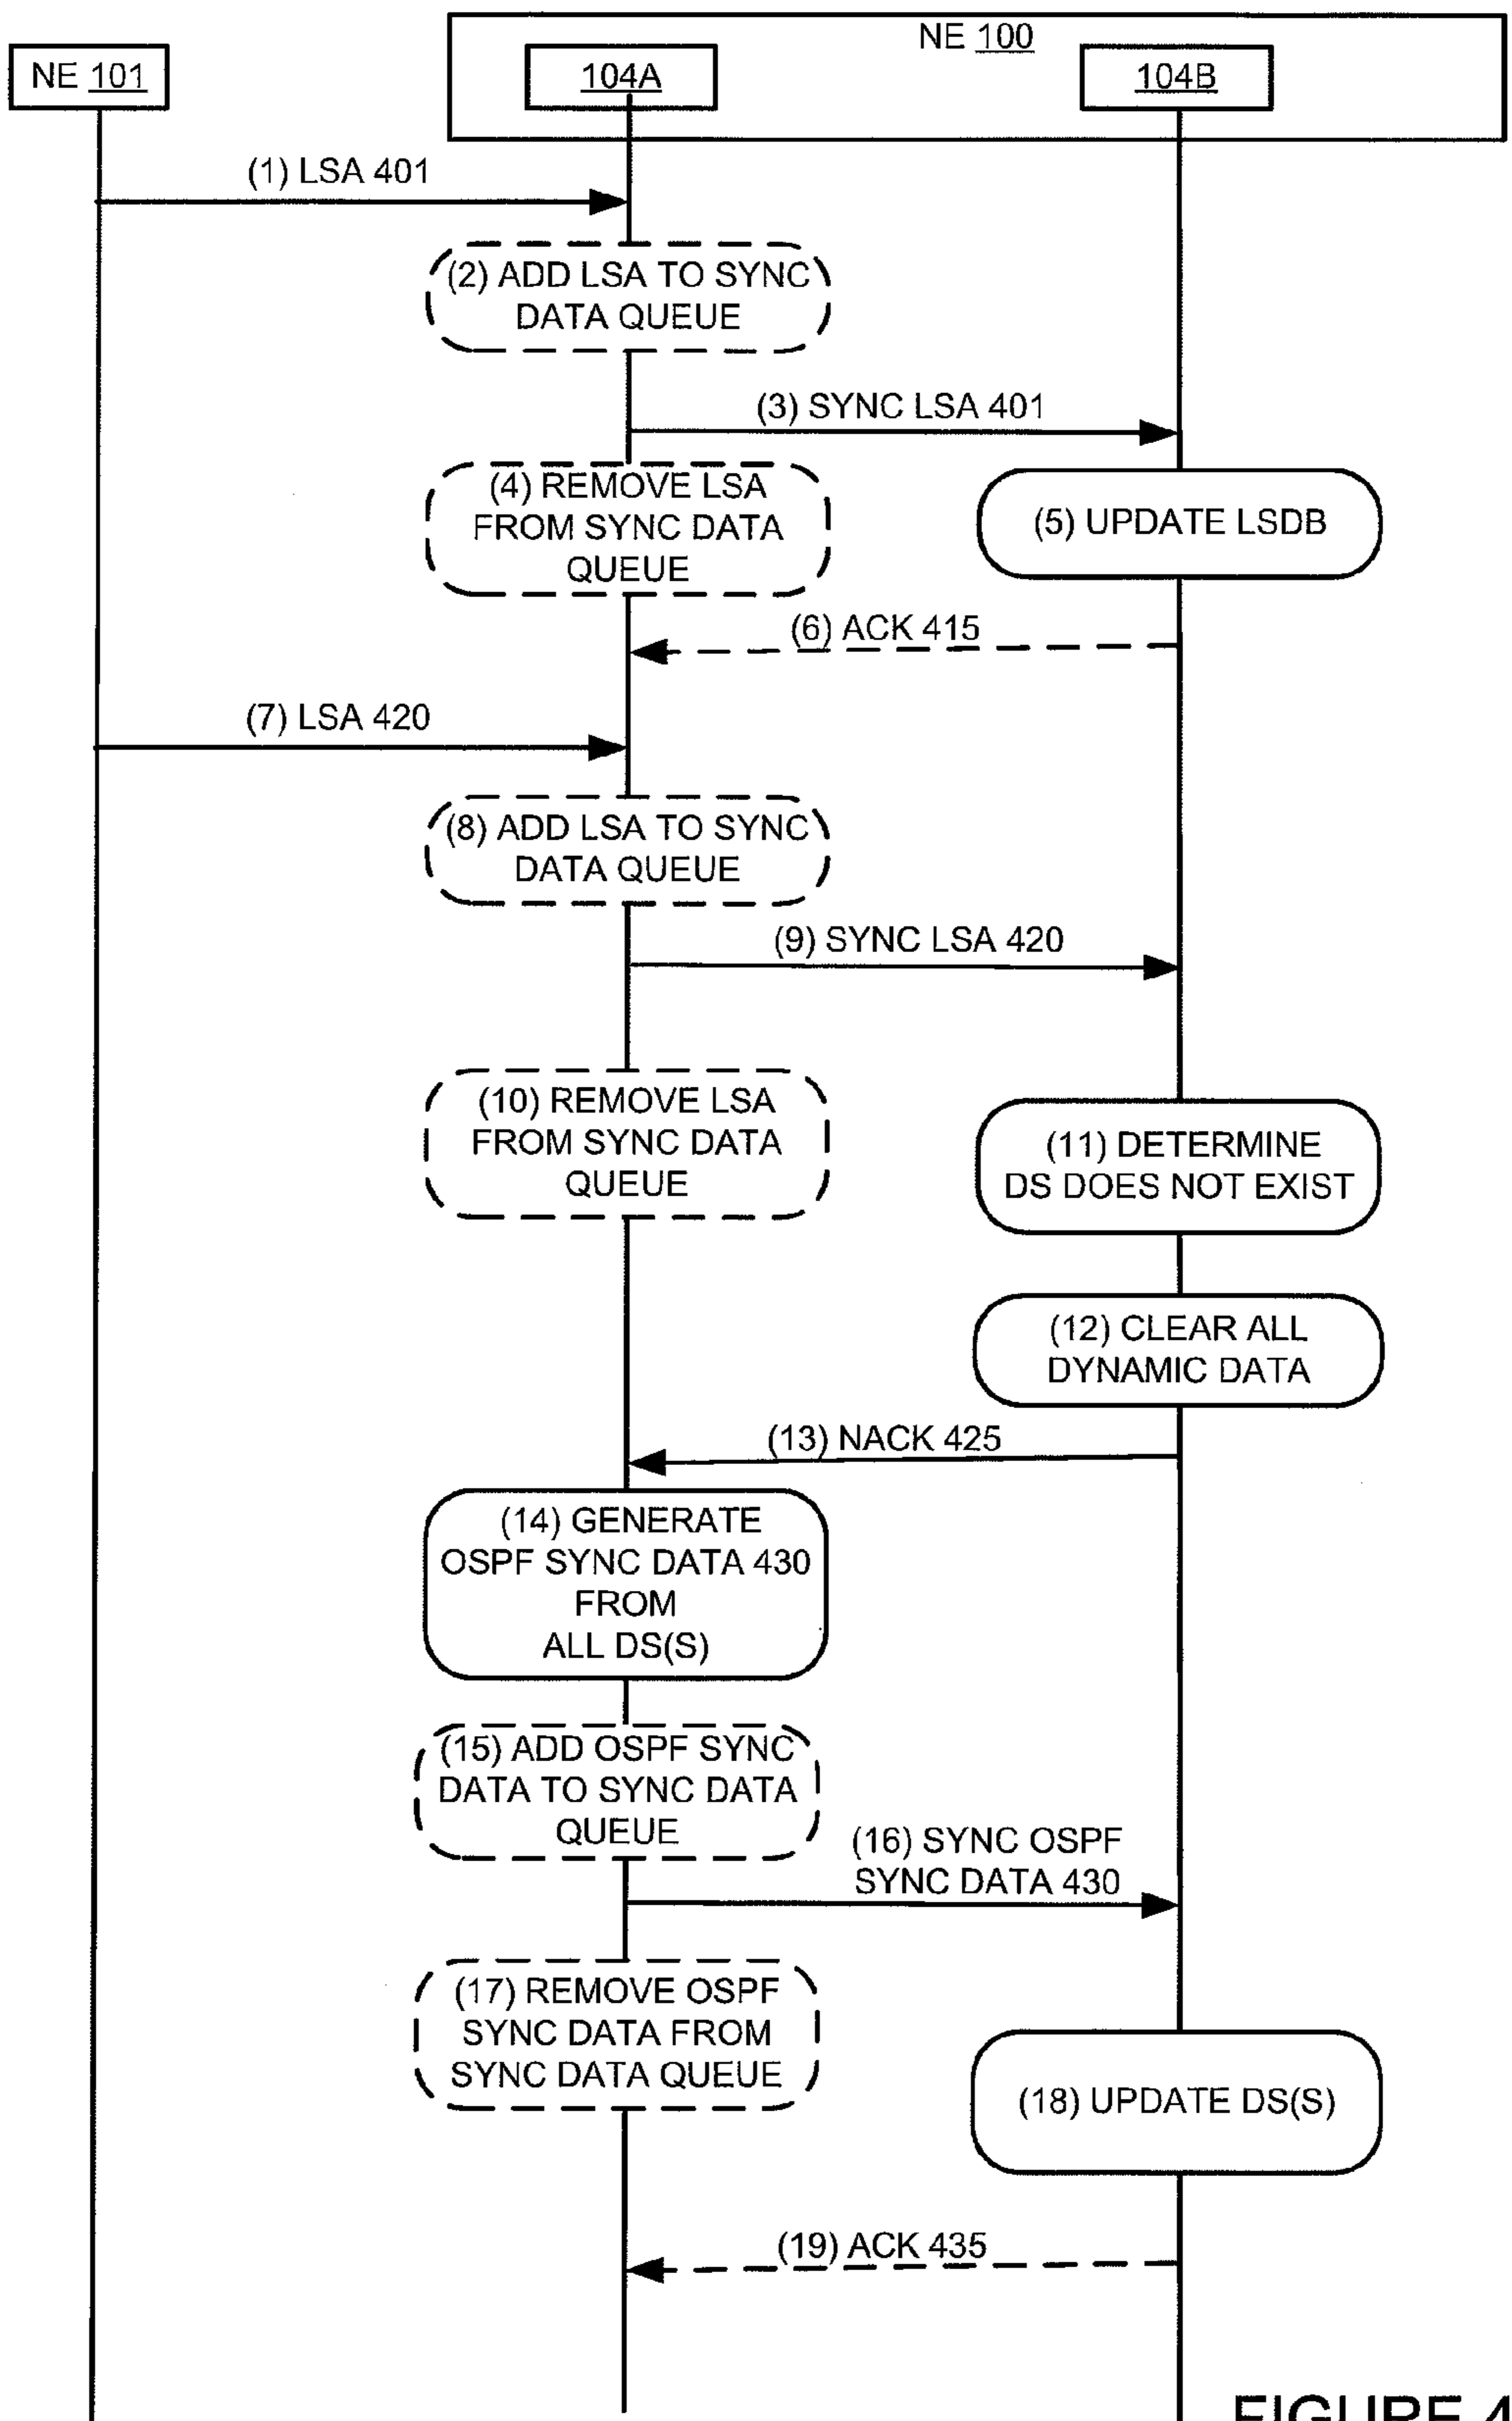 NE 100
NE 101
104A
104B
(1) LSA 401
(2) ADD LSA TO SYNC
DATA QUEUE
(3) SYNC LSA 401
(4) REMOVE LSA
FROM SYNC DATA
QUEUE
(5) UPDATE LSDB
(6) ACK 415
(7) LSA 420
(8) ADD LSA TO SYNC
DATA QUEUE
(9) SYNC LSA 420
(10) REMOVE LSA
FROM SYNC DATA
QUEUE
(11) DETERMINE
DS DOES NOT EXIST
(12) CLEAR ALL
DYNAMIC DATA
(13) NACK 425
(14) GENERATE
OSPF SYNC DATA 430
FROM
ALL DS(S)
(15) ADD OSPF SYNC
DATA TO SYNC DATA
QUEUE
(16) SYNC OSPF
SYNC DATA 430
(17) REMOVE OSPF
SYNC DATA FROM
SYNC DATA QUEUE
(18) UPDATE DS(S)
(19) ACK 435
FIGURE 4